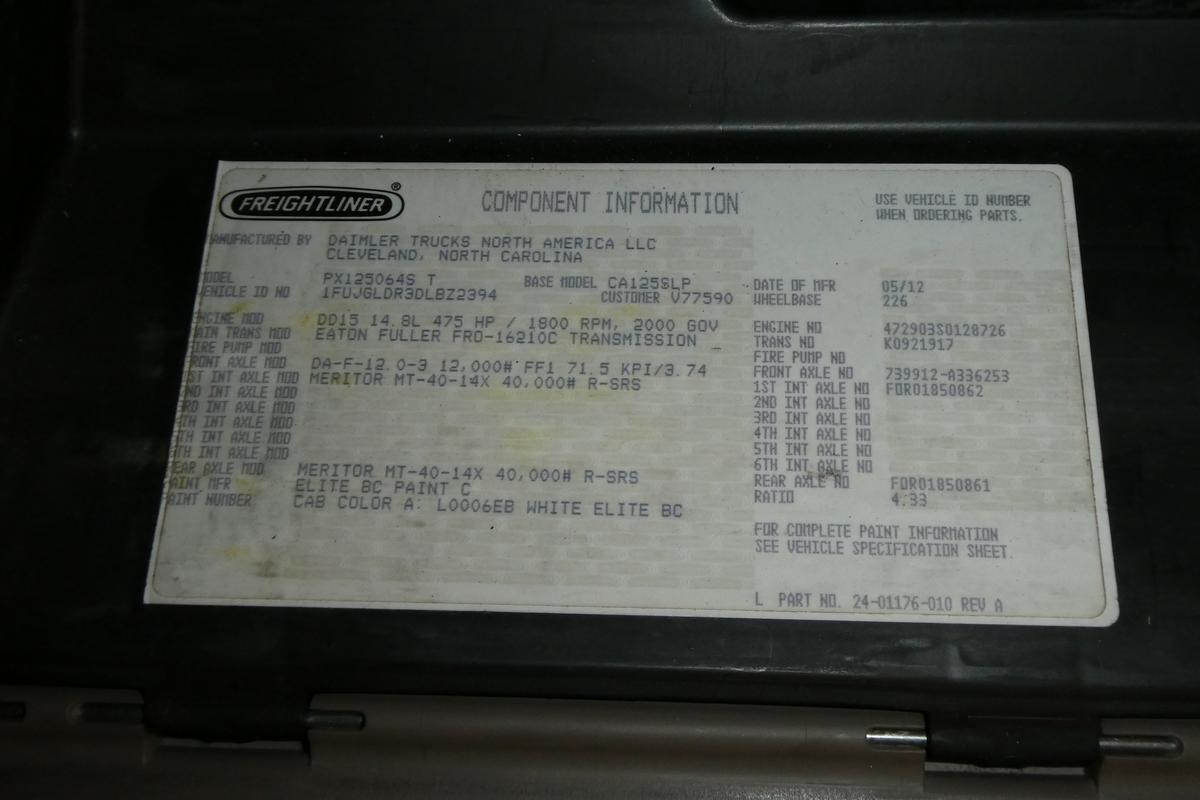 FREIGHTLINER ®
COMPONENT INFORMATION
USE VEHICLE ID NUMBER
WHEN ORDERING PARTS.
MANUFACTURED BY DAIMLER TRUCKS NORTH AMERICA LLC
CLEVELAND, NORTH CAROLINA
MODEL PX125064S T BASE MODEL CA125SLP
VEHICLE ID NO 1FUJGLDR3DLBZ2394 CUSTOMER V77590
ENGINE MOD DD15 14.8L 475 HP / 1800 RPM, 2000 GOV
MAIN TRANS MOD EATON FULLER FRO-16210C TRANSMISSION _
FIRE PUMP MOD
FRONT AXLE MOD DA-F-12.0-3 12,000# FF1 71.5 KPI/3.74
1ST INT AXLE MOD MERITOR MT-40-14X 40,000# R-SRS
2ND INT AXLE MOD
3RD INT AXLE MOD
4TH INT AXLE MOD
5TH INT AXLE MOD
6TH INT AXLE MOD
REAR AXLE MOD MERITOR MT-40-14X 40,000# R-SRS
PAINT MFR ELITE BC PAINT C
PAINT NUMBER CAB COLOR A: L0006EB WHITE ELITE BC
DATE OF MFR 05/12
WHEELBASE 226
ENGINE NO 472903S0128726
TRANS NO K0921917
FIRE PUMP NO
FRONT AXLE NO 739912-A336253
1ST INT AXLE NO FDR01850862
2ND INT AXLE NO
3RD INT AXLE NO
4TH INT AXLE NO
5TH INT AXLE NO
6TH INT AXLE NO
REAR AXLE NO FDR01850861
RATIO 4.33
FOR COMPLETE PAINT INFORMATION
SEE VEHICLE SPECIFICATION SHEET.
L PART NO. 24-01176-010 REV A